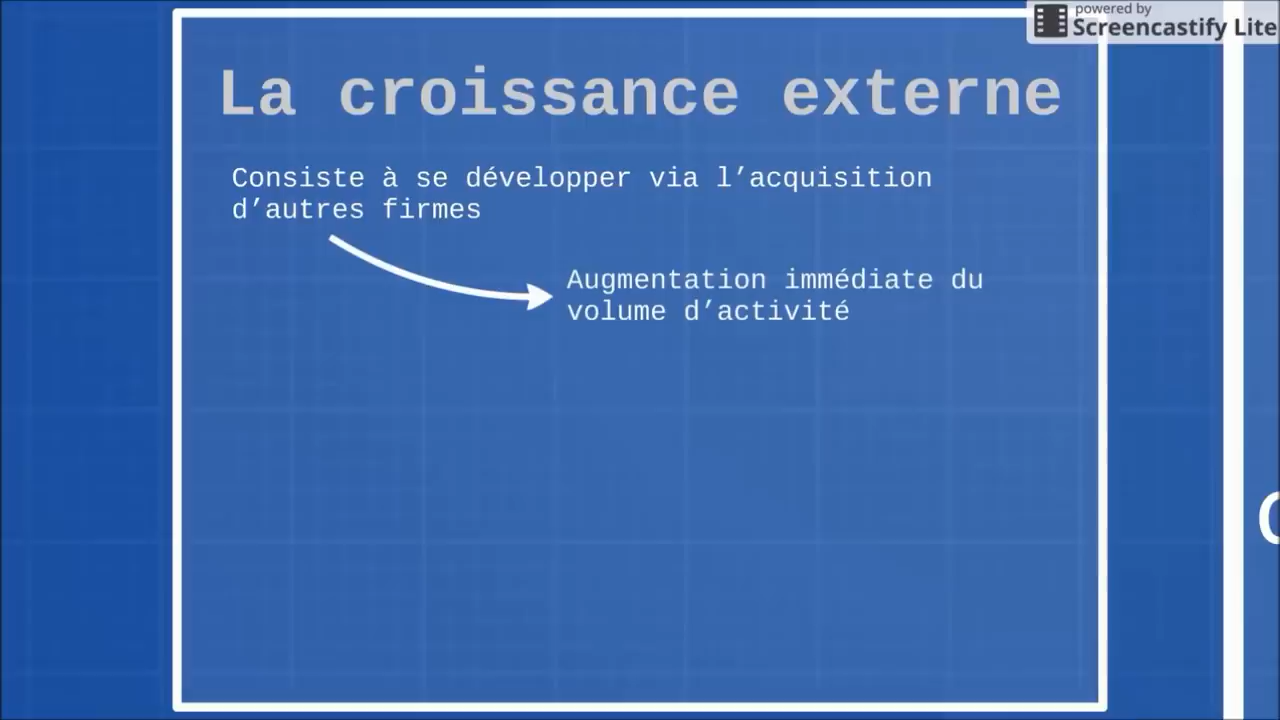 powered by
Screencastify Lite
La croissance externe
Consiste à se développer via l’acquisition
d’autres firmes
Augmentation immédiate du
volume d’activité